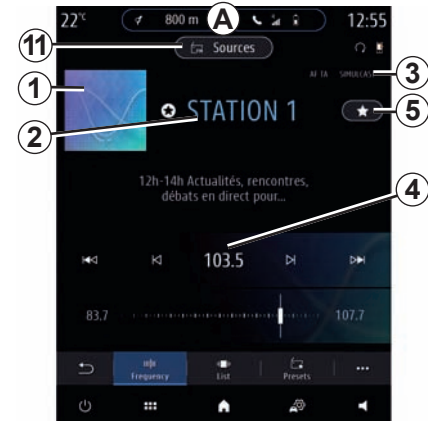 22°C 800 m A 12:55
11 Sources
AF TA SIMULCAST 3
1
2 STATION 1 5
12h-14h Actualités, rencontres,
débats en direct pour...
4
103.5
83.7 107.7
Frequency List Presets